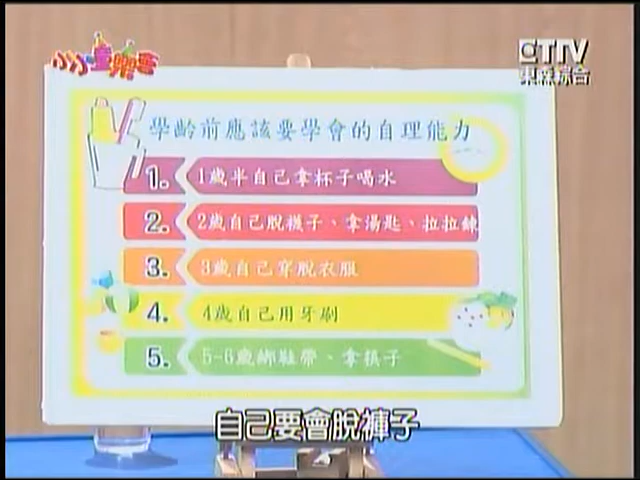 小小童樂會
ETTV
東森綜合
學齡前應該要學會的自理能力
1. 1歲半自己拿杯子喝水
2. 2歲自己脫襪子、拿湯匙、拉拉鍊
3. 3歲自己穿脫衣服
4. 4歲自己用牙刷
5. 5-6歲綁鞋帶、拿筷子
自己要會脫褲子